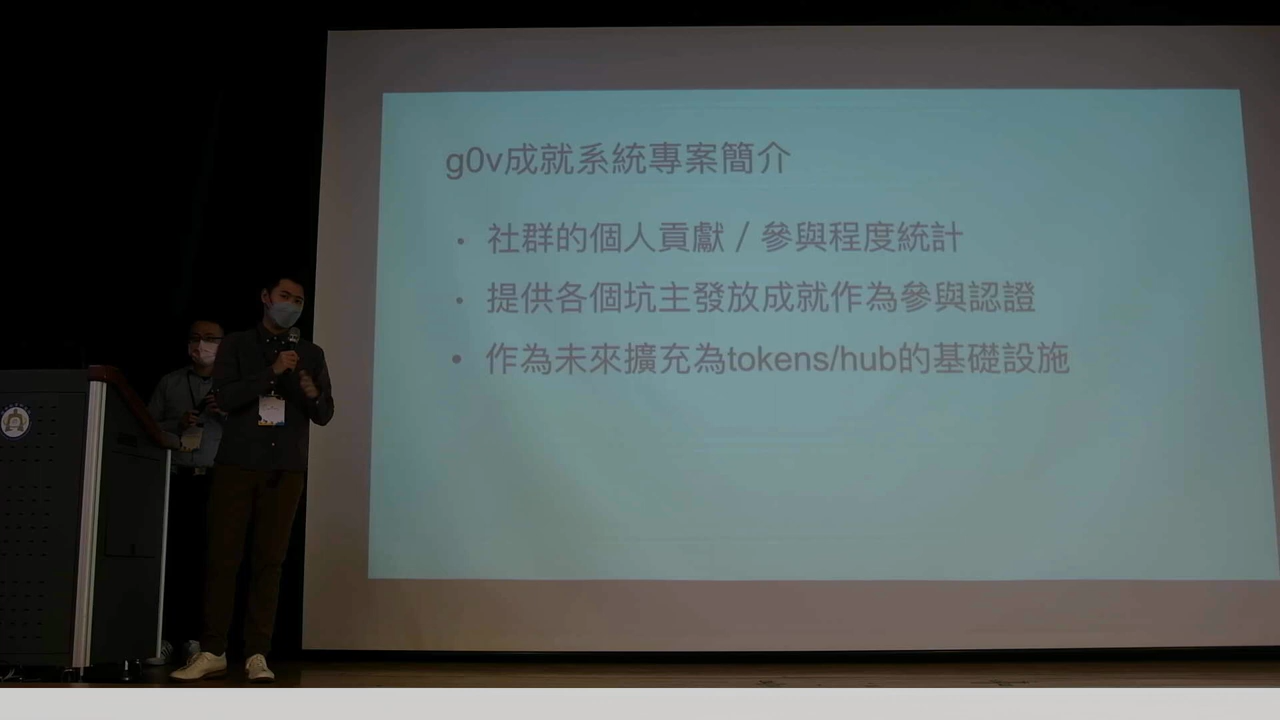 g0v成就系統專案簡介
• 社群的個人貢獻 / 參與程度統計
• 提供各個坑主發放成就作為參與認證
• 作為未來擴充為tokens/hub的基礎設施